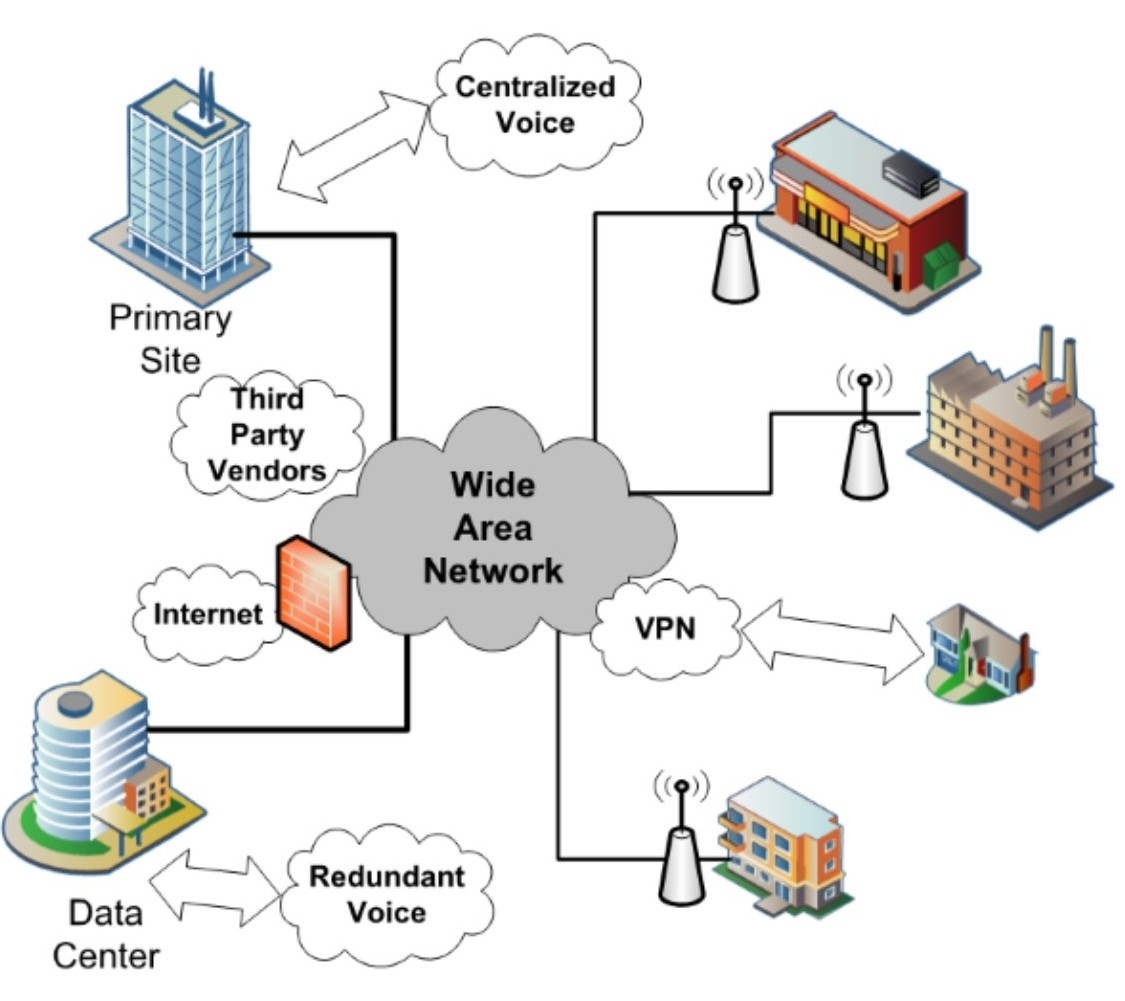 Centralized
Voice
Primary
Site
Third
Party
Vendors
Wide
Area
Network
Internet
VPN
Redundant
Voice
Data
Center